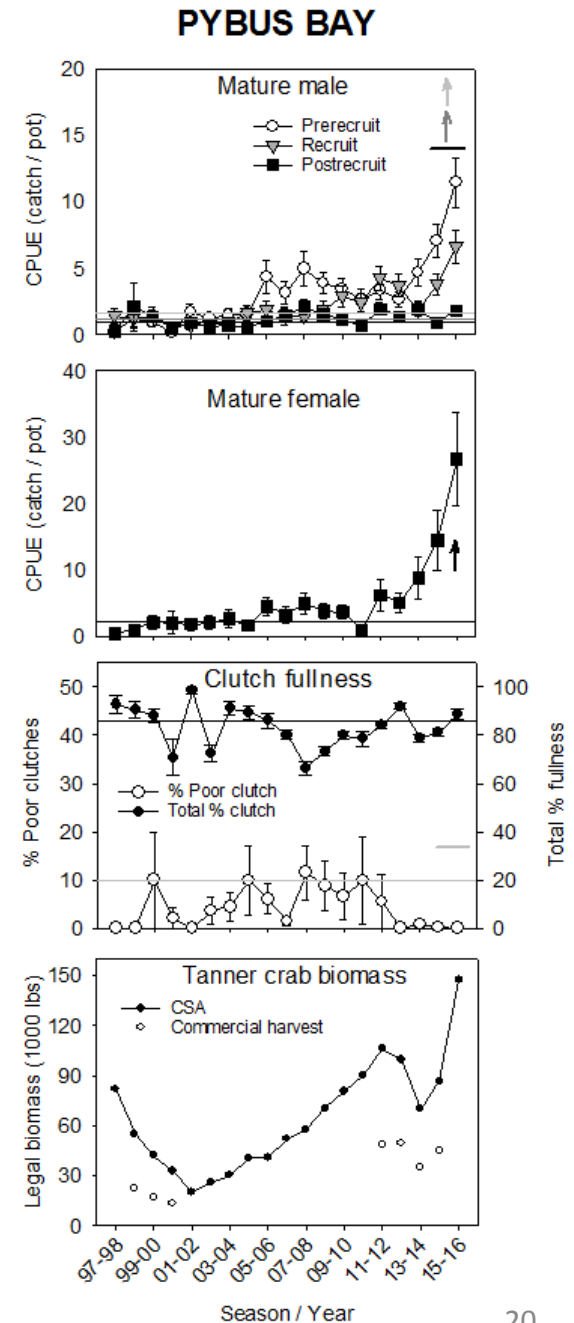 PYBUS BAY
Mature male
Prerecruit
Recruit
Postrecruit
CPUE (catch / pot)
20
15
10
5
0
Mature female
CPUE (catch / pot)
40
30
20
10
0
Clutch fullness
% Poor clutch
Total % clutch
% Poor clutches
50
40
30
20
10
0
Total % fullness
100
80
60
40
20
0
Tanner crab biomass
CSA
Commercial harvest
Legal biomass (1000 lbs)
150
120
90
60
30
0
97-98
99-00
01-02
03-04
05-06
07-08
09-10
11-12
13-14
15-16
Season / Year
20